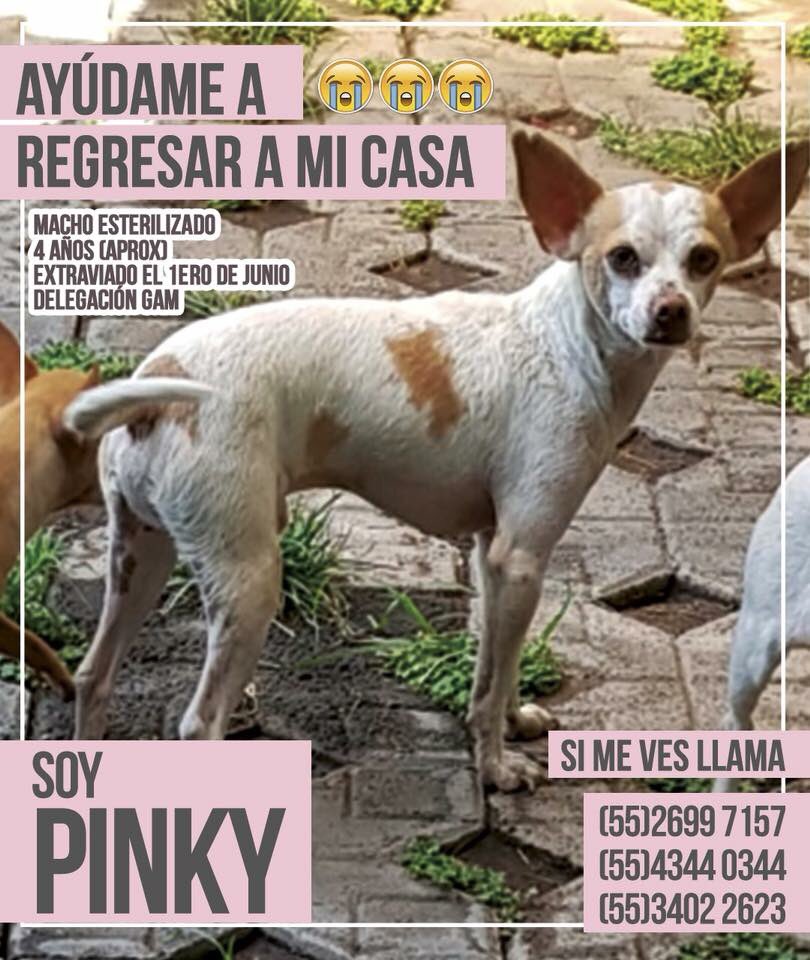 AYÚDAME A 😭😭😭
REGRESAR A MI CASA
MACHO ESTERILIZADO
4 AÑOS (APROX)
EXTRAVIADO EL 1ERO DE JUNIO
DELEGACIÓN GAM
SOY
PINKY
SI ME VES LLAMA
(55)2699 7157
(55)4344 0344
(55)3402 2623